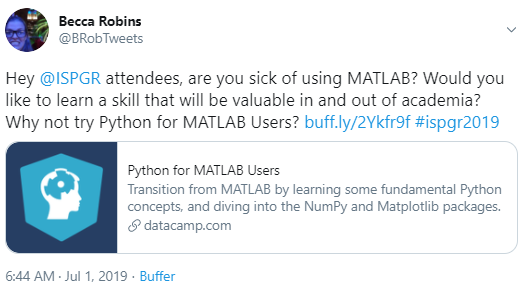 Becca Robins
@BRobTweets
Hey @ISPGR attendees, are you sick of using MATLAB? Would you
like to learn a skill that will be valuable in and out of academia?
Why not try Python for MATLAB Users? buff.ly/2Ykfr9f #ispgr2019
Python for MATLAB Users
Transition from MATLAB by learning some fundamental Python
concepts, and diving into the NumPy and Matplotlib packages.
datacamp.com
6:44 AM · Jul 1, 2019 · Buffer